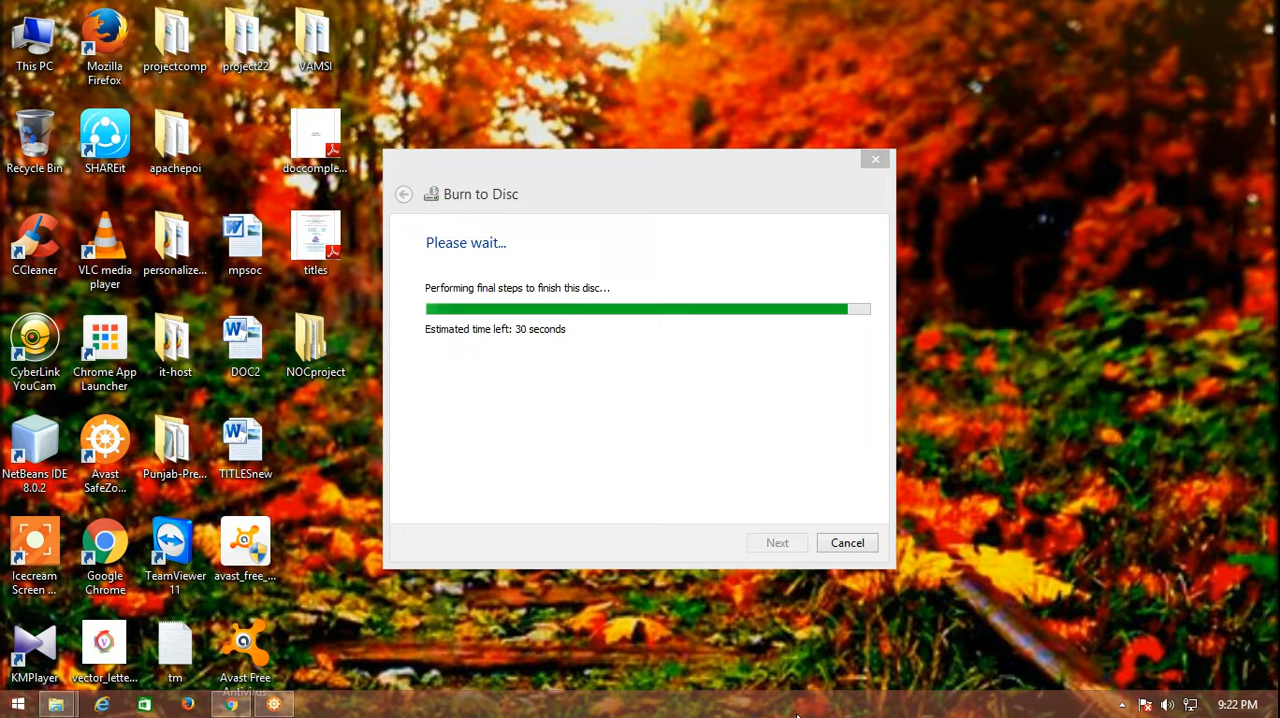 This PC
Mozilla
Firefox
projectcomp
project22
VAMSI
Recycle Bin
SHAREit
apachepoi
doccomple...
CCleaner
VLC media
player
personalize...
mpsoc
titles
CyberLink
YouCam
Chrome App
Launcher
it-host
DOC2
NOCproject
NetBeans IDE
8.0.2
Avast
SafeZo...
Punjab-Pre...
TITLESnew
Icecream
Screen ...
Google
Chrome
TeamViewer
11
avast_free_...
KMPlayer
vector_lette...
tm
Avast Free
Antivirus
Burn to Disc
Please wait...
Performing final steps to finish this disc...
Estimated time left: 30 seconds
Next
Cancel
9:22 PM